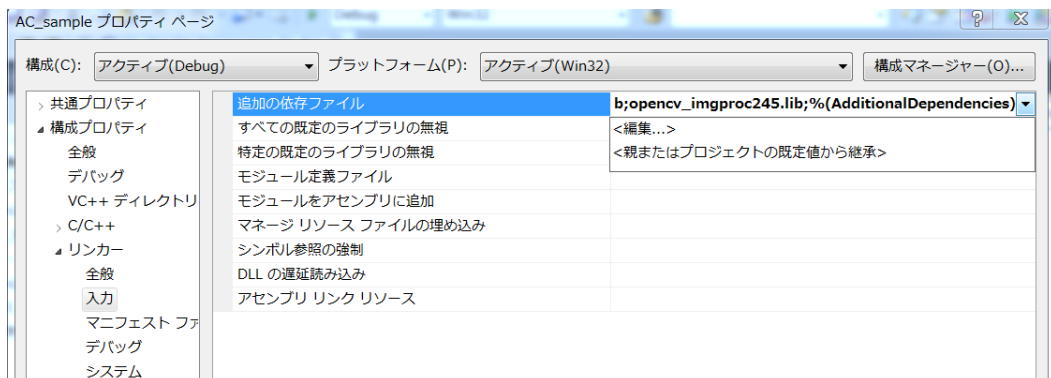 AC_sample プロパティ ページ
構成(C): アクティブ(Debug) プラットフォーム(P): アクティブ(Win32) 構成マネージャー(O)...
共通プロパティ
構成プロパティ
全般
デバッグ
VC++ ディレクトリ
C/C++
リンカー
全般
入力
マニフェスト ファ
デバッグ
システム
追加の依存ファイル b;opencv_imgproc245.lib;%(AdditionalDependencies)
すべての既定のライブラリの無視 <編集...>
特定の既定のライブラリの無視 <親またはプロジェクトの既定値から継承>
モジュール定義ファイル
モジュールをアセンブリに追加
マネージ リソース ファイルの埋め込み
シンボル参照の強制
DLL の遅延読み込み
アセンブリ リンク リソース